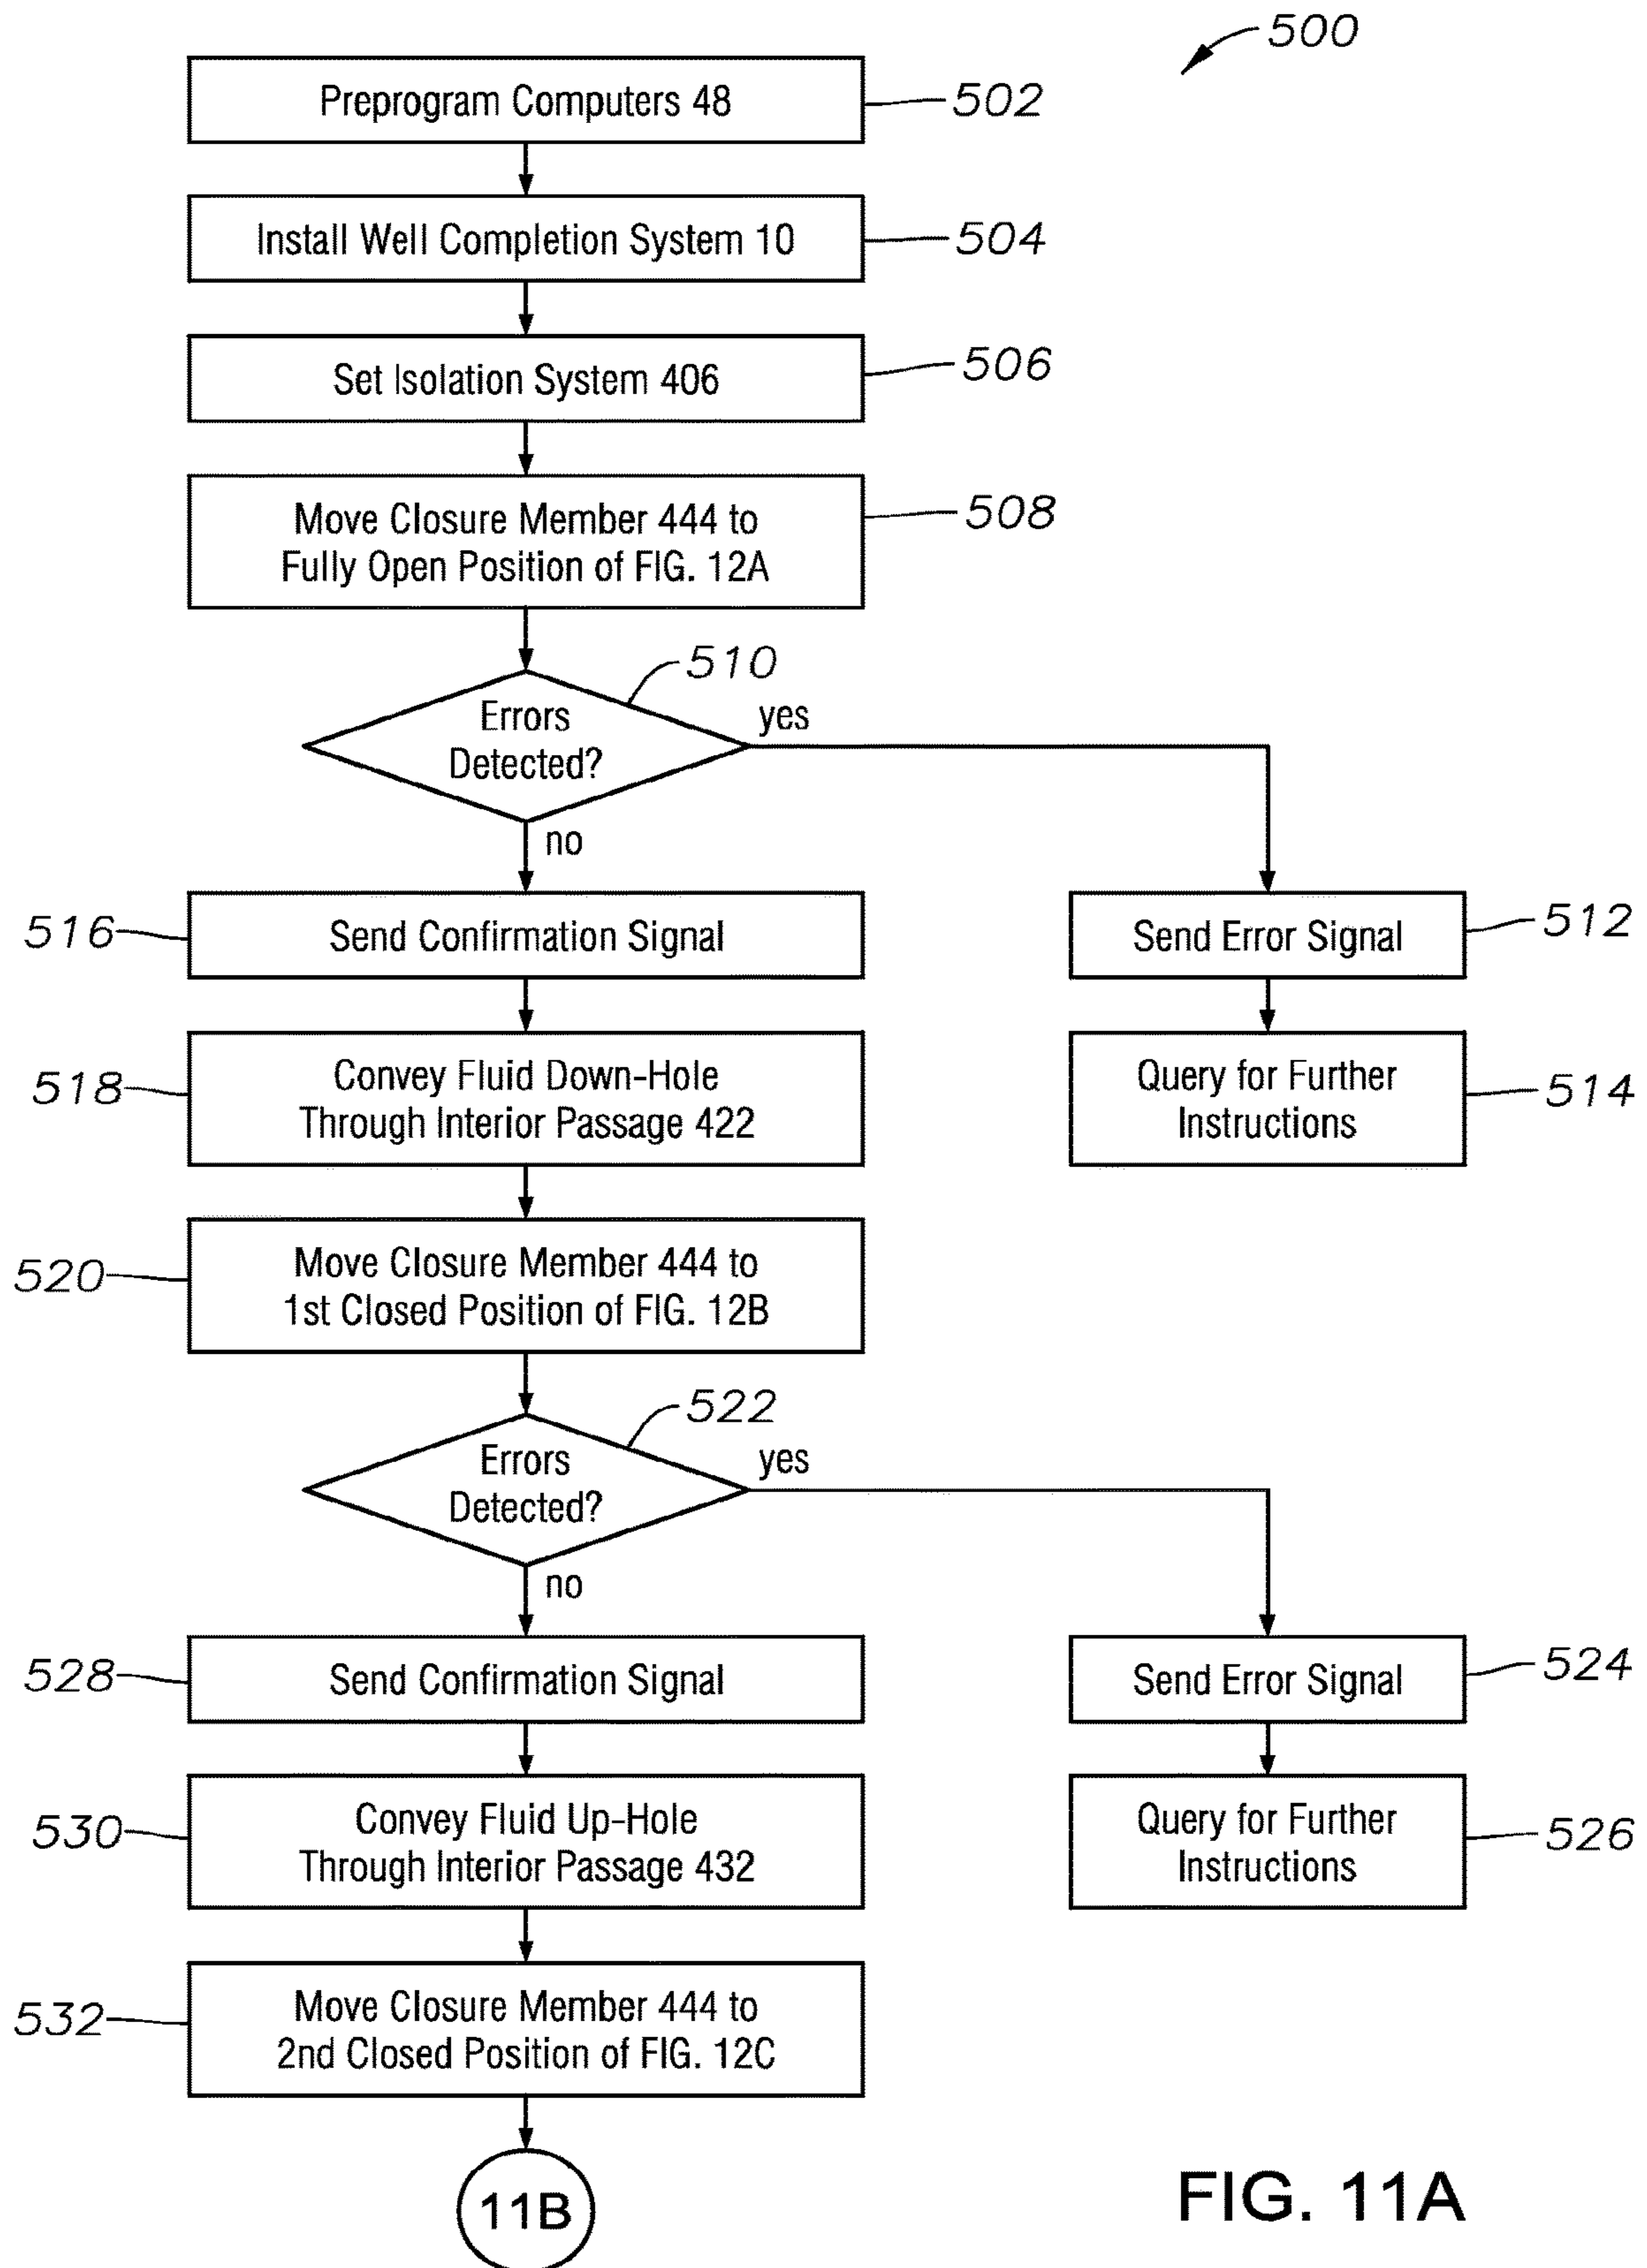 500
Preprogram Computers 48
502
Install Well Completion System 10
504
Set Isolation System 406
506
Move Closure Member 444 to
Fully Open Position of FIG. 12A
508
510
Errors
Detected?
yes
no
516
Send Confirmation Signal
Send Error Signal
512
518
Convey Fluid Down-Hole
Through Interior Passage 422
Query for Further
Instructions
514
520
Move Closure Member 444 to
1st Closed Position of FIG. 12B
522
Errors
Detected?
yes
no
528
Send Confirmation Signal
Send Error Signal
524
530
Convey Fluid Up-Hole
Through Interior Passage 432
Query for Further
Instructions
526
532
Move Closure Member 444 to
2nd Closed Position of FIG. 12C
11B
FIG. 11A